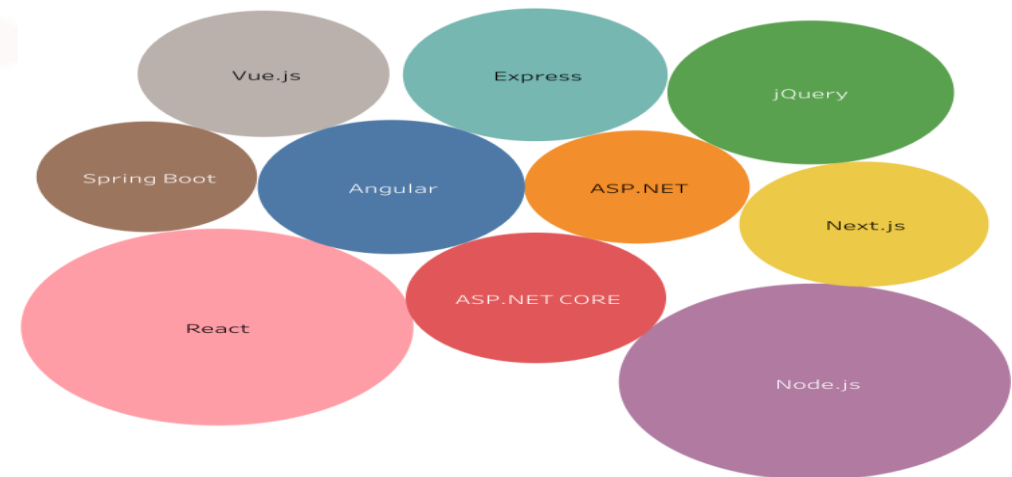 Vue.js
Express
jQuery
Spring Boot
Angular
ASP.NET
Next.js
ASP.NET CORE
React
Node.js